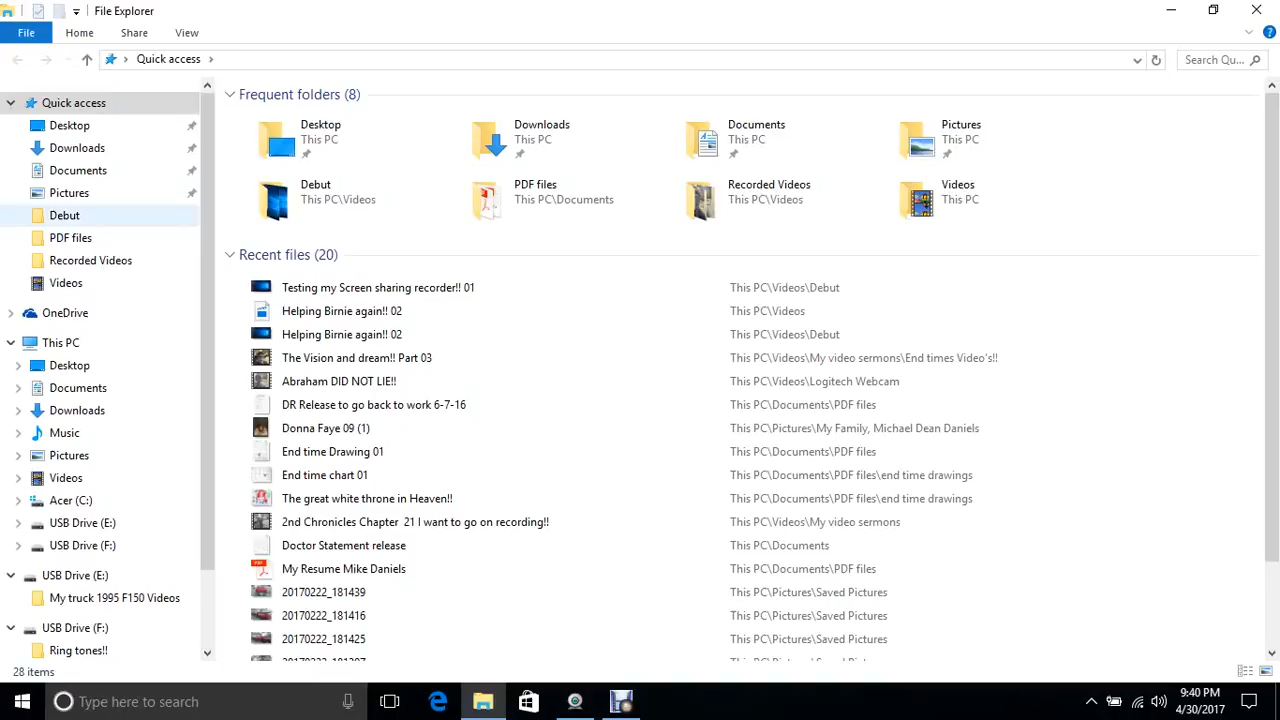 File Explorer
File Home Share View
Quick access
Search Qu...
Quick access
Desktop
Downloads
Documents
Pictures
Debut
PDF files
Recorded Videos
Videos
OneDrive
This PC
Desktop
Documents
Downloads
Music
Pictures
Videos
Acer (C:)
USB Drive (E:)
USB Drive (F:)
USB Drive (E:)
My truck 1995 F150 Videos
USB Drive (F:)
Ring tones!!
Frequent folders (8)
Desktop
This PC
Downloads
This PC
Documents
This PC
Pictures
This PC
Debut
This PC\Videos
PDF files
This PC\Documents
Recorded Videos
This PC\Videos
Videos
This PC
Recent files (20)
Testing my Screen sharing recorder!! 01 This PC\Videos\Debut
Helping Birnie again!! 02 This PC\Videos
Helping Birnie again!! 02 This PC\Videos\Debut
The Vision and dream!! Part 03 This PC\Videos\My video sermons\End times Video's!!
Abraham DID NOT LIE!! This PC\Videos\Logitech Webcam
DR Release to go back to work 6-7-16 This PC\Documents\PDF files
Donna Faye 09 (1) This PC\Pictures\My Family, Michael Dean Daniels
End time Drawing 01 This PC\Documents\PDF files
End time chart 01 This PC\Documents\PDF files\end time drawings
The great white throne in Heaven!! This PC\Documents\PDF files\end time drawings
2nd Chronicles Chapter 21 I want to go on recording!! This PC\Videos\My video sermons
Doctor Statement release This PC\Documents
My Resume Mike Daniels This PC\Documents\PDF files
20170222_181439 This PC\Pictures\Saved Pictures
20170222_181416 This PC\Pictures\Saved Pictures
20170222_181425 This PC\Pictures\Saved Pictures
28 items
Type here to search
9:40 PM
4/30/2017